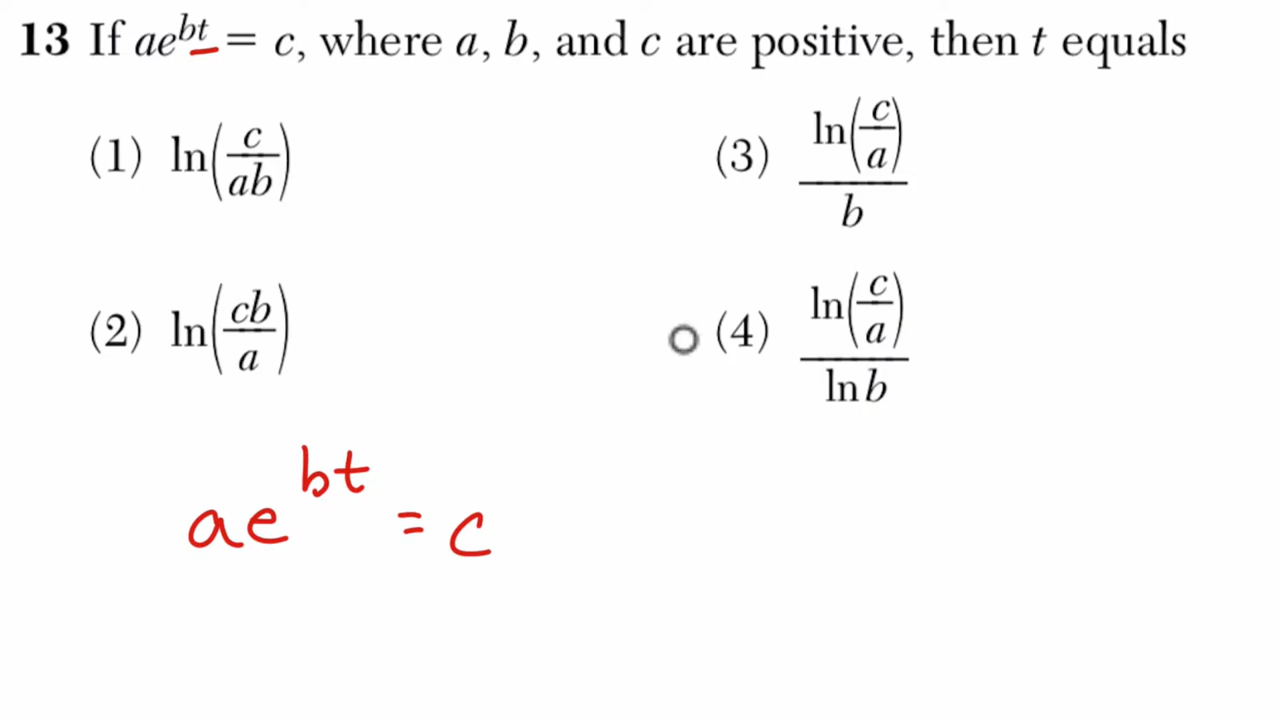 13 If ae^{bt} = c, where a, b, and c are positive, then t equals
(1) ln(c/ab)
(3) ln(c/a)/b
(2) ln(cb/a)
(4) ln(c/a)/ln b
ae^{bt} = c